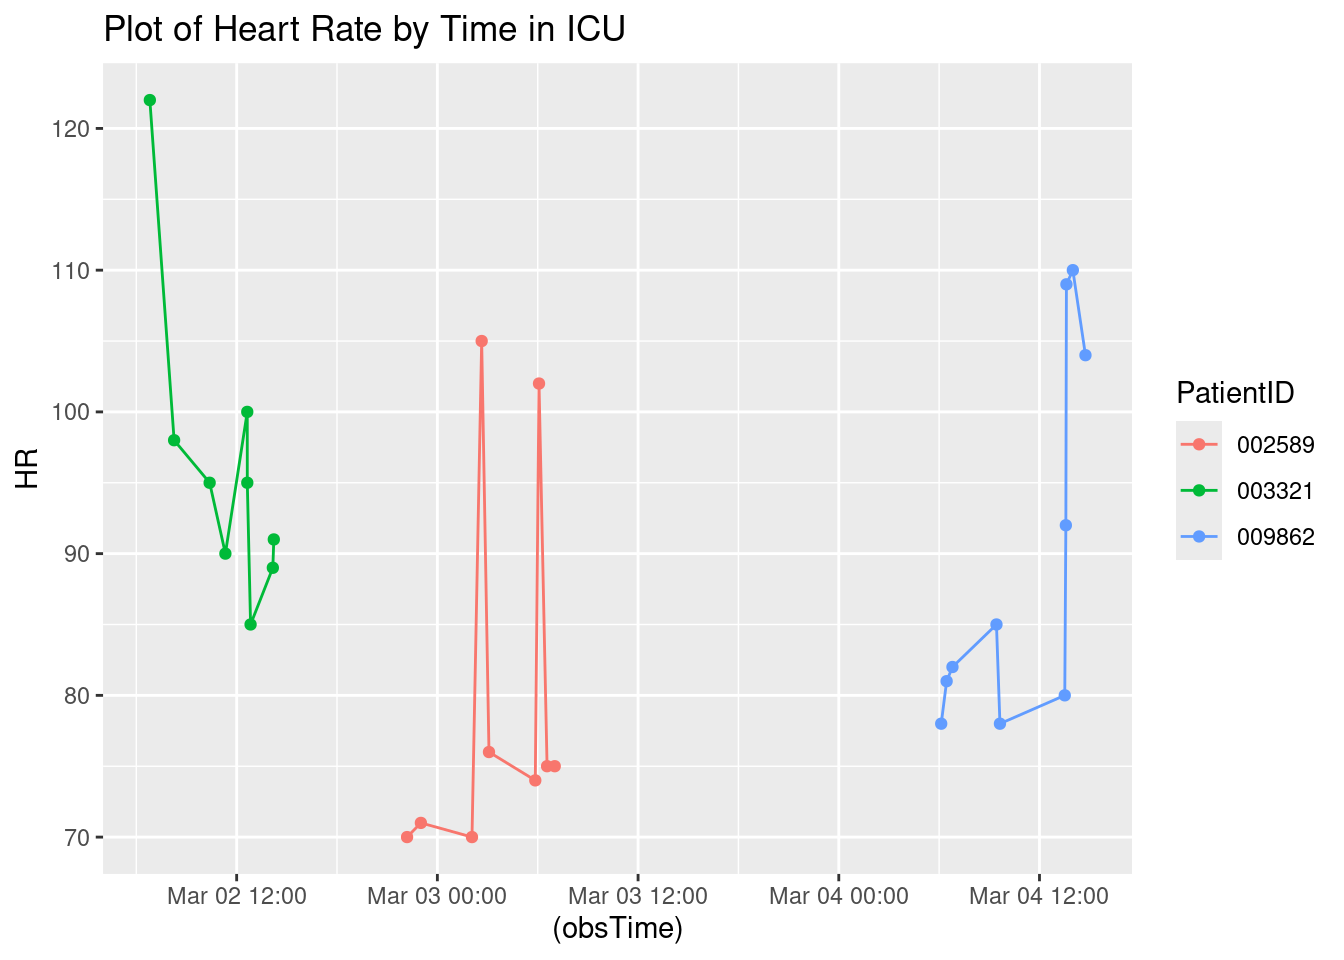 Plot of Heart Rate by Time in ICU
120
110
100
90
80
70
HR
Mar 02 12:00
Mar 03 00:00
Mar 03 12:00
Mar 04 00:00
Mar 04 12:00
(obsTime)
PatientID
002589
003321
009862